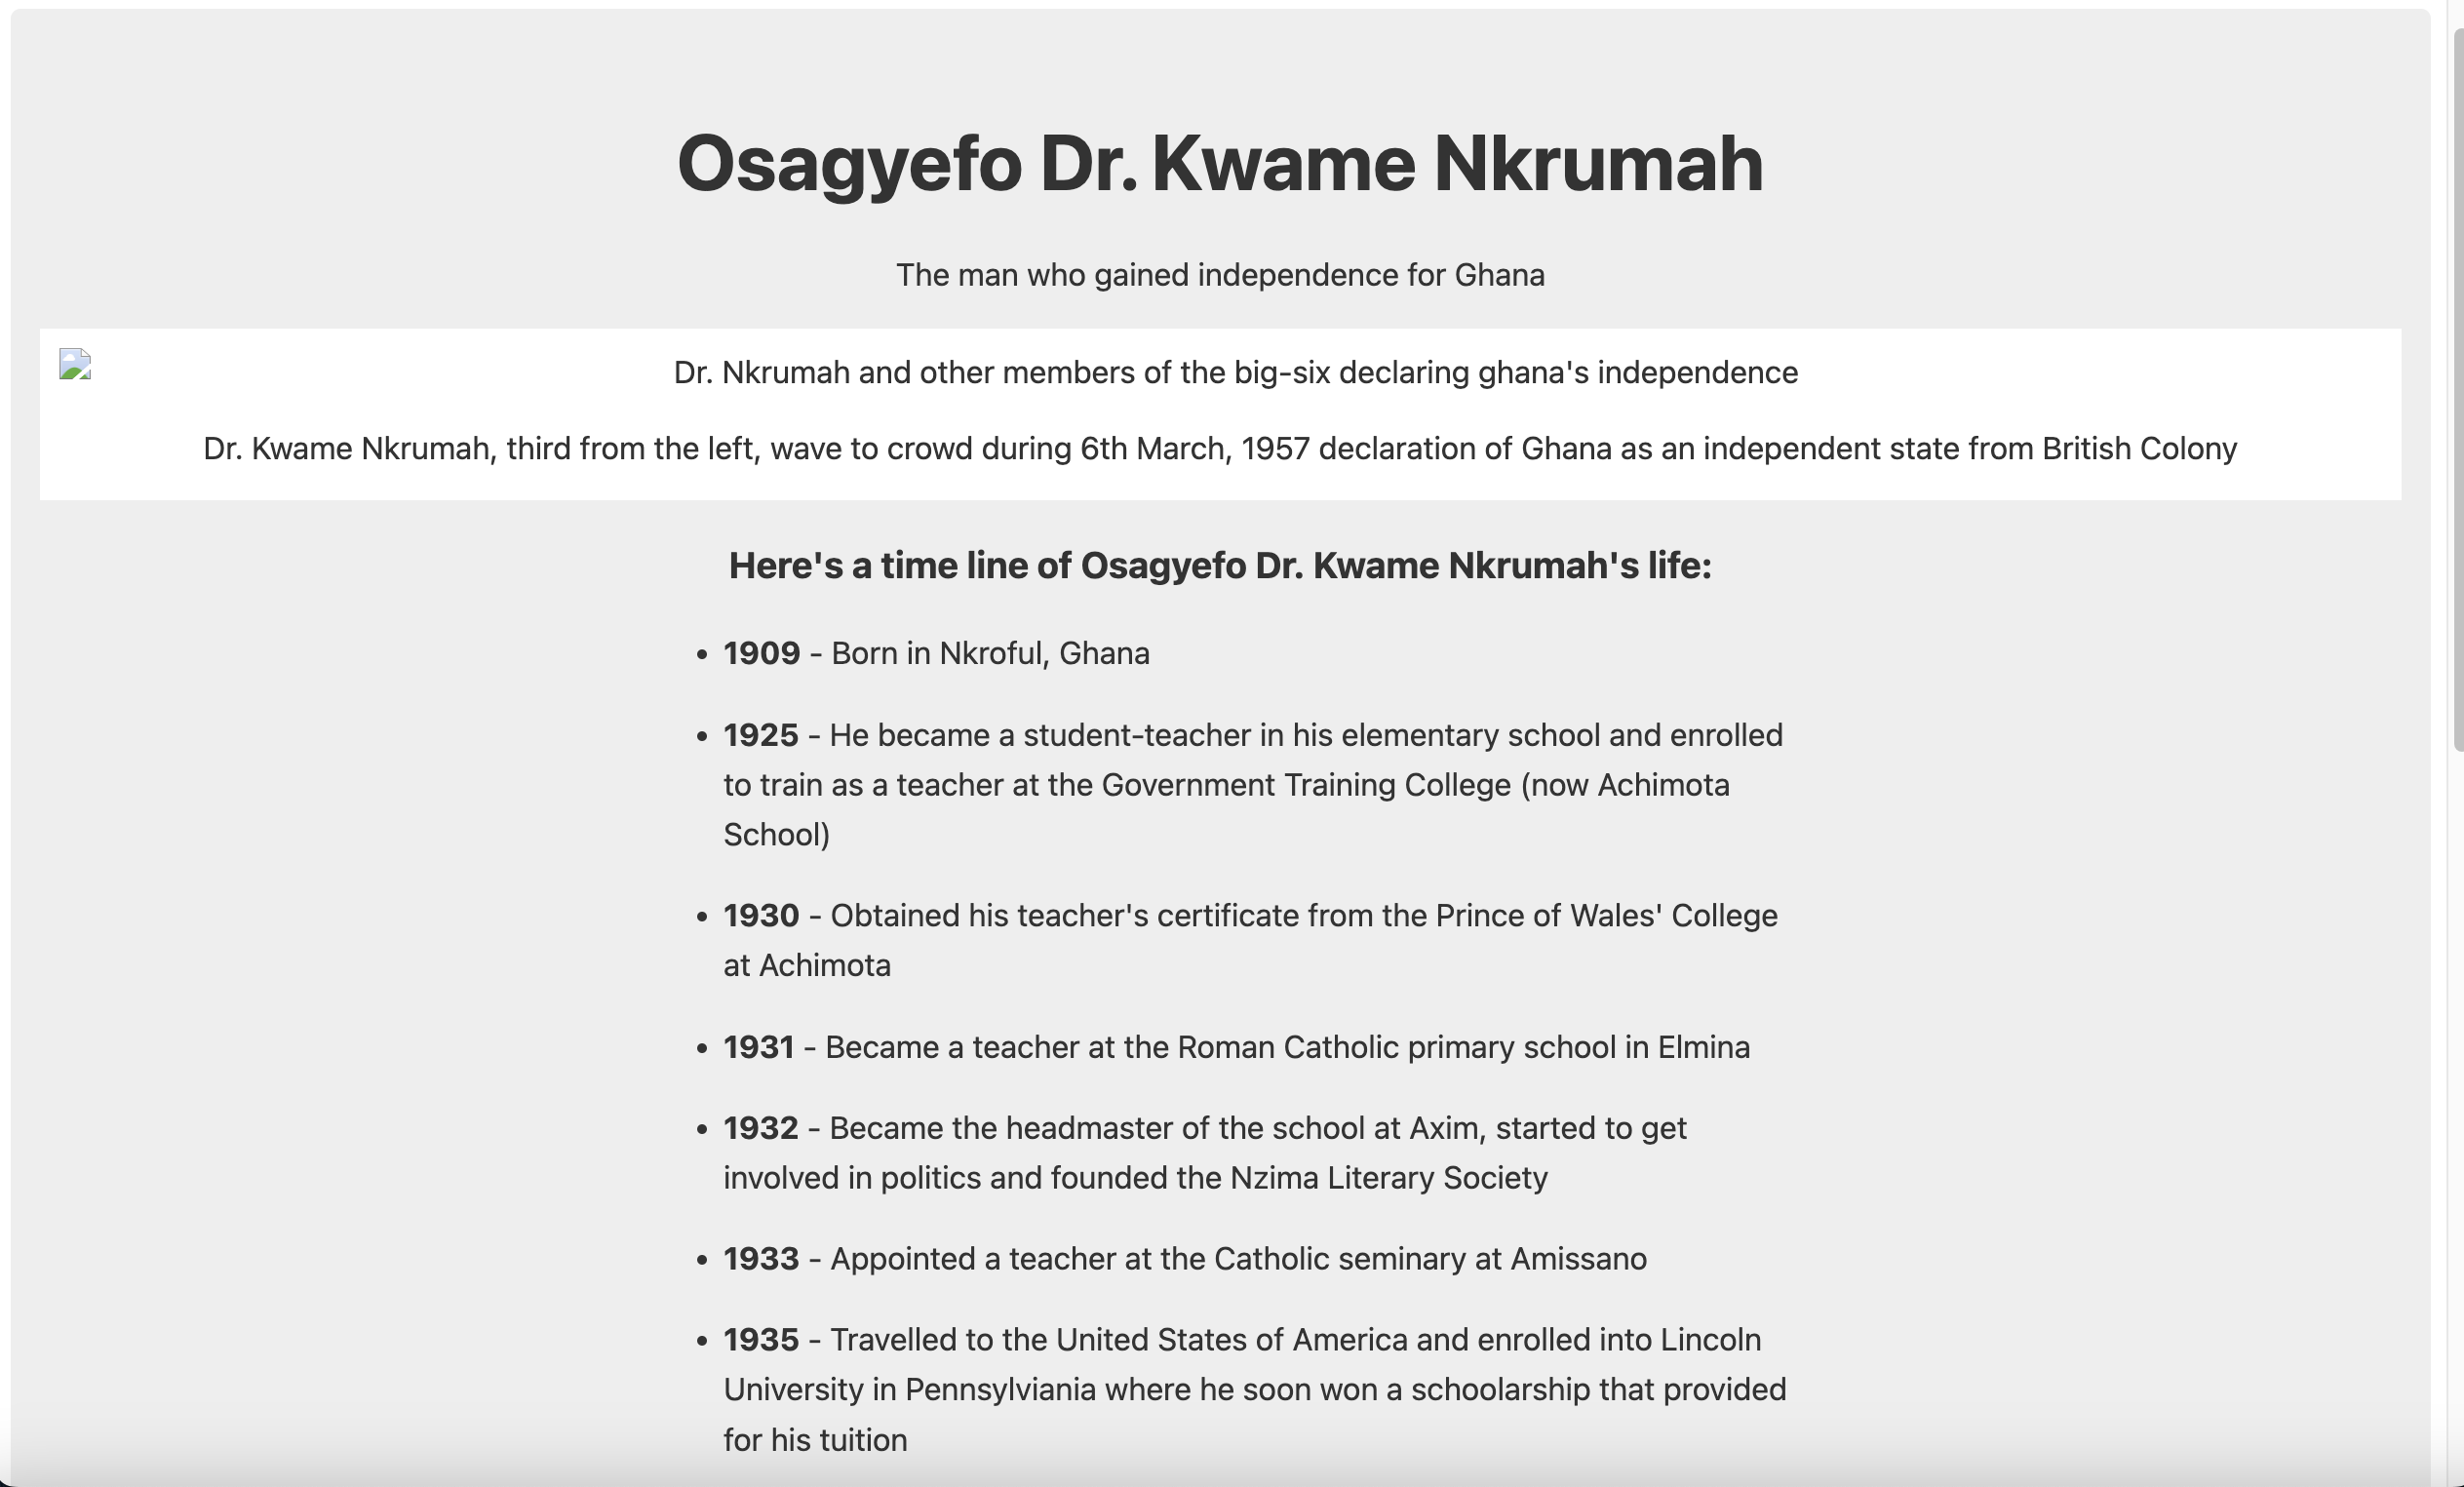 Osagyefo Dr. Kwame Nkrumah
The man who gained independence for Ghana
Dr. Nkrumah and other members of the big-six declaring ghana's independence
Dr. Kwame Nkrumah, third from the left, wave to crowd during 6th March, 1957 declaration of Ghana as an independent state from British Colony
Here's a time line of Osagyefo Dr. Kwame Nkrumah's life:
• 1909 - Born in Nkroful, Ghana
• 1925 - He became a student-teacher in his elementary school and enrolled
to train as a teacher at the Government Training College (now Achimota
School)
• 1930 - Obtained his teacher's certificate from the Prince of Wales' College
at Achimota
• 1931 - Became a teacher at the Roman Catholic primary school in Elmina
• 1932 - Became the headmaster of the school at Axim, started to get
involved in politics and founded the Nzima Literary Society
• 1933 - Appointed a teacher at the Catholic seminary at Amissano
• 1935 - Travelled to the United States of America and enrolled into Lincoln
University in Pennsylviania where he soon won a schoolarship that provided
for his tuition